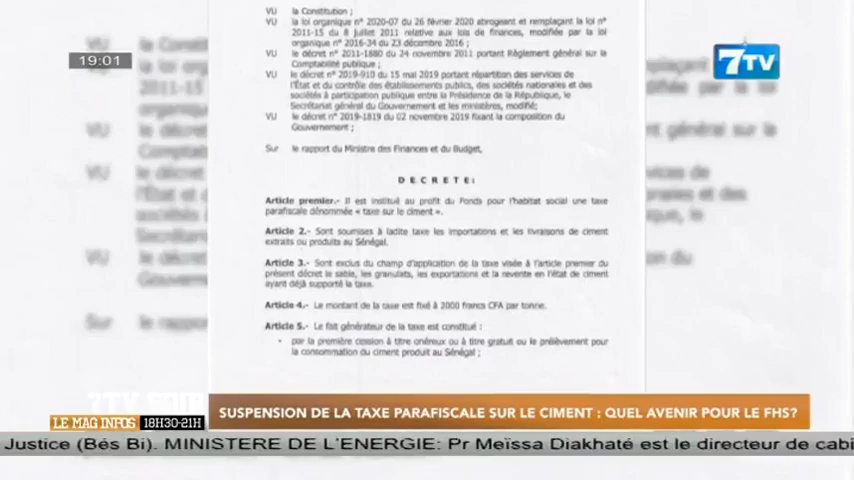 VU la Constitution ;
VU la loi organique n° 2020-07 du 26 février 2020 abrogeant et remplaçant la loi n°
2011-15 du 8 juillet 2011 relative aux lois de finances, modifiée par la loi
organique n° 2016-34 du 23 décembre 2016 ;
VU le décret n° 2011-1880 du 24 novembre 2011 portant Règlement général sur la
Comptabilité publique ;
VU le décret n° 2019-910 du 15 mai 2019 portant répartition des services de
l'État et du contrôle des établissements publics, des sociétés nationales et des
sociétés à participation publique entre la Présidence de la République, le
Secrétariat général du Gouvernement et les ministères, modifié;
VU le décret n° 2019-1819 du 02 novembre 2019 fixant la composition du
Gouvernement ;
Sur le rapport du Ministre des Finances et du Budget,
D E C R E T E :
Article premier.- Il est institué au profit du Fonds pour l'habitat social une taxe
parafiscale dénommée « taxe sur le ciment ».
Article 2.- Sont soumises à ladite taxe les importations et les livraisons de ciment
extraits ou produits au Sénégal.
Article 3.- Sont exclus du champ d'application de la taxe visée à l'article premier du
présent décret le sable, les granulats, les exportations et la revente en l'état de ciment
ayant déjà supporté la taxe.
Article 4.- Le montant de la taxe est fixé à 2000 francs CFA par tonne.
Article 5.- Le fait générateur de la taxe est constitué :
- par la première cession à titre onéreux ou à titre gratuit ou le prélèvement pour
la consommation du ciment produit au Sénégal ;
19:01
7TV
7TV SOIR
SUSPENSION DE LA TAXE PARAFISCALE SUR LE CIMENT : QUEL AVENIR POUR LE FHS?
LE MAG INFOS 18H30-21H
Justice (Bés Bi). MINISTERE DE L'ENERGIE: Pr Meïssa Diakhaté est le directeur de cabi